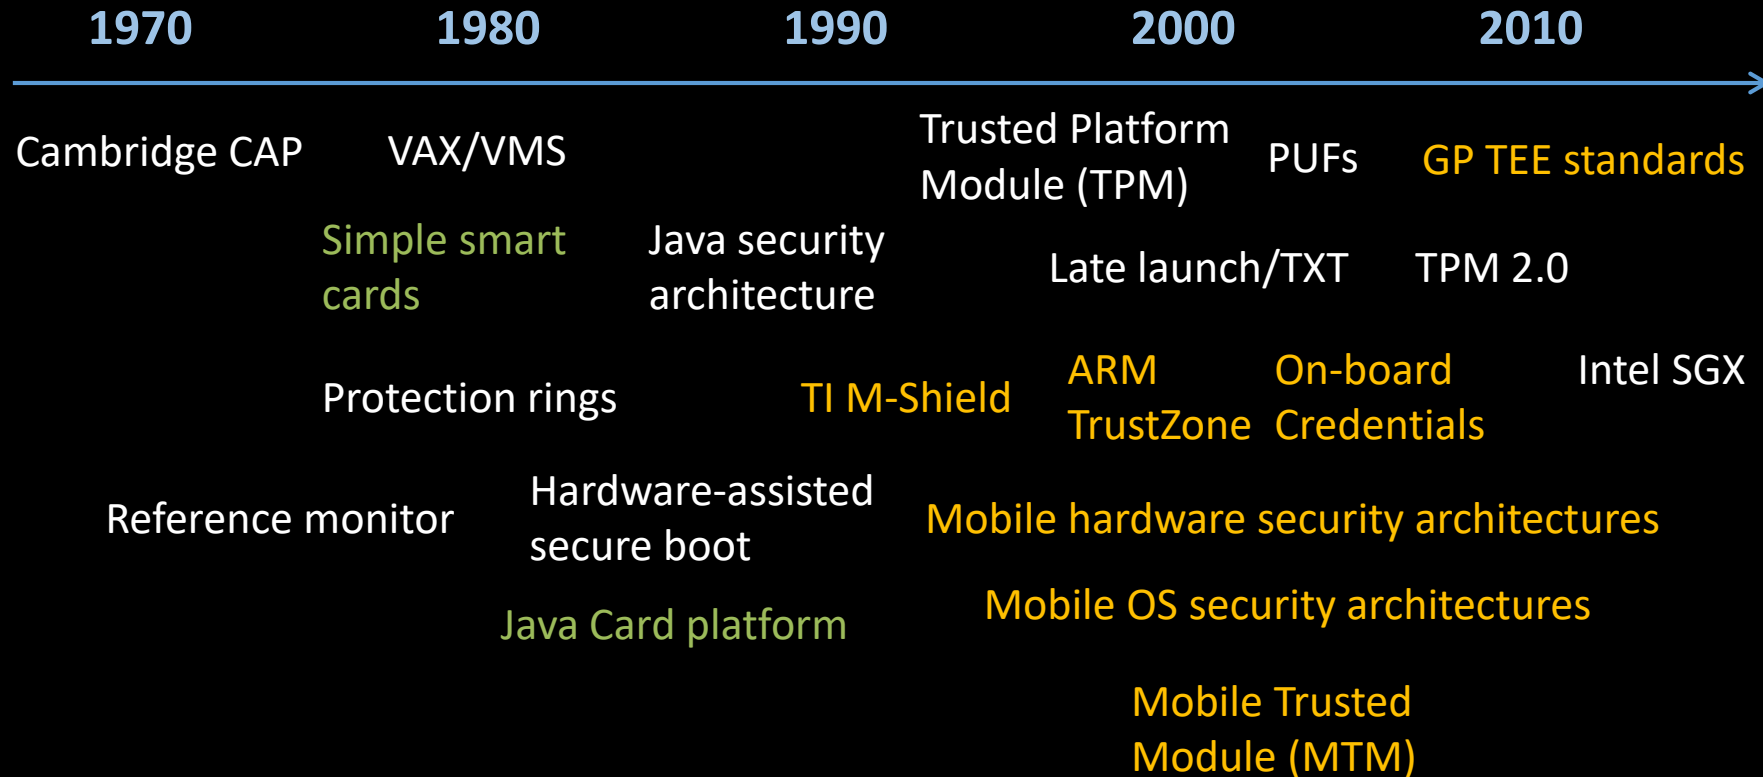 1970 1980 1990 2000 2010
Cambridge CAP
VAX/VMS
Trusted Platform
Module (TPM)
PUFs
GP TEE standards
Simple smart
cards
Java security
architecture
Late launch/TXT
TPM 2.0
Protection rings
TI M-Shield
ARM
TrustZone
On-board
Credentials
Intel SGX
Reference monitor
Hardware-assisted
secure boot
Mobile hardware security architectures
Java Card platform
Mobile OS security architectures
Mobile Trusted
Module (MTM)